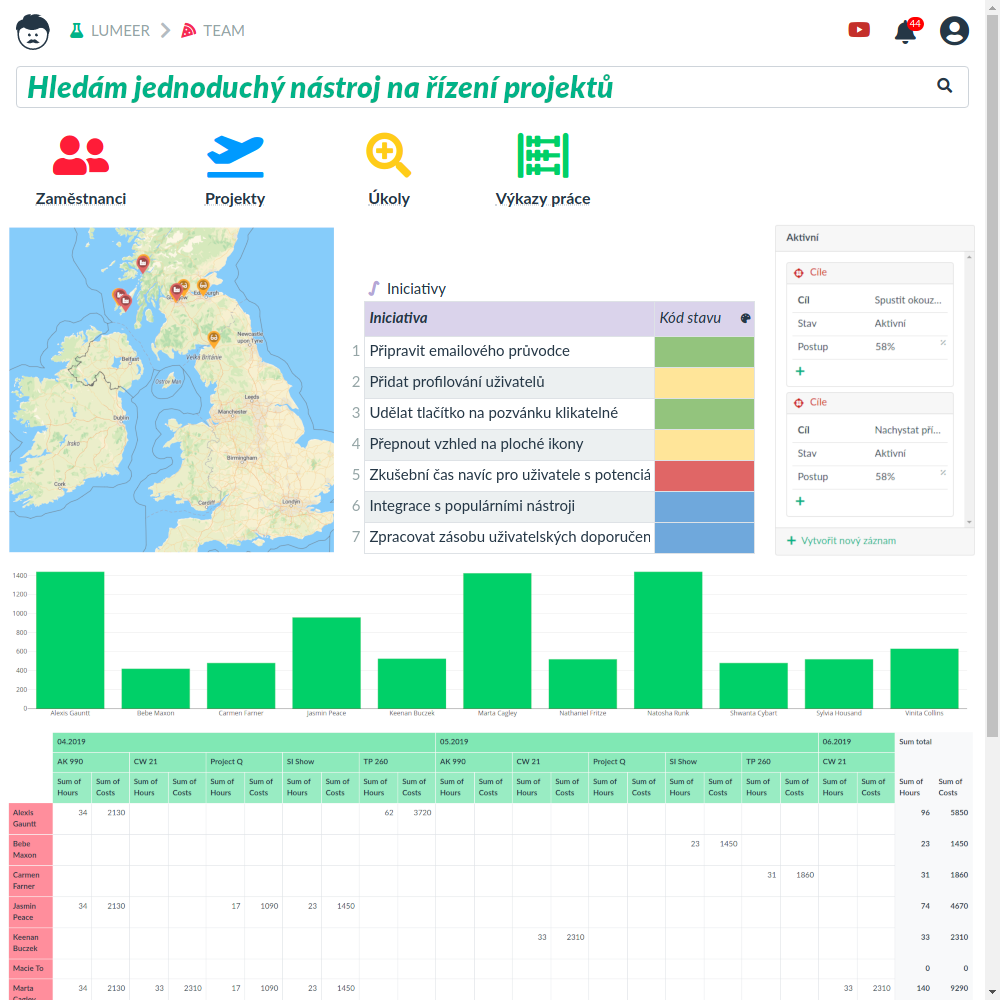 LUMEER TEAM 44
Hledám jednoduchý nástroj na řízení projektů
Zaměstnanci Projekty Úkoly Výkazy práce
Newcastle upon Tyne
Edinburgh
Belfast
Velká Británie
Ostrov Man
Leeds
Dublin
Manchester
Irsko
Birmingham
Cork
Cardiff
Londýn
Iniciativy
Iniciativa Kód stavu
1 Připravit emailového průvodce
2 Přidat profilování uživatelů
3 Udělat tlačítko na pozvánku klikatelné
4 Přepnout vzhled na ploché ikony
5 Zkušební čas navíc pro uživatele s potenciá
6 Integrace s populárními nástroji
7 Zpracovat zásobu uživatelských doporučen
Aktivní
Cíle
Cíl Spustit okouz...
Stav Aktivní
Postup 58%
+
Cíle
Cíl Nachystat pří...
Stav Aktivní
Postup 58%
+
+ Vytvořit nový záznam
1400
1200
1000
800
600
400
200
0
Alexis Gauntt Bebe Maxon Carmen Farner Jasmin Peace Keenan Buczek Marta Cagley Nathaniel Fritze Natosha Runk Shwanta Cybart Sylvia Housand Vinita Collins
04.2019 05.2019 06.2019 Sum total
AK 990 CW 21 Project Q SI Show TP 260 AK 990 CW 21 Project Q SI Show TP 260 CW 21
Sum of Hours Sum of Costs Sum of Hours Sum of Costs Sum of Hours Sum of Costs Sum of Hours Sum of Costs Sum of Hours Sum of Costs Sum of Hours Sum of Costs Sum of Hours Sum of Costs Sum of Hours Sum of Costs Sum of Hours Sum of Costs Sum of Hours Sum of Costs Sum of Hours Sum of Costs Sum of Hours Sum of Costs
Alexis Gauntt 34 2130 62 3720 96 5850
Bebe Maxon 23 1450 23 1450
Carmen Farner 31 1860 31 1860
Jasmin Peace 34 2130 17 1090 23 1450 74 4670
Keenan Buczek 33 2310 33 2310
Macie To 0 0
Marta Cagley 34 2130 33 2310 17 1090 23 1450 33 2310 140 9290